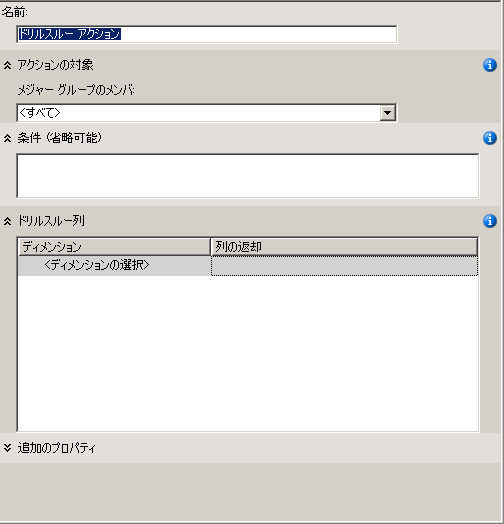 名前:
ドリルスルー アクション
アクションの対象
メジャー グループのメンバ:
<すべて>
条件 (省略可能)
ドリルスルー列
ディメンション 列の返却
<ディメンションの選択>
追加のプロパティ